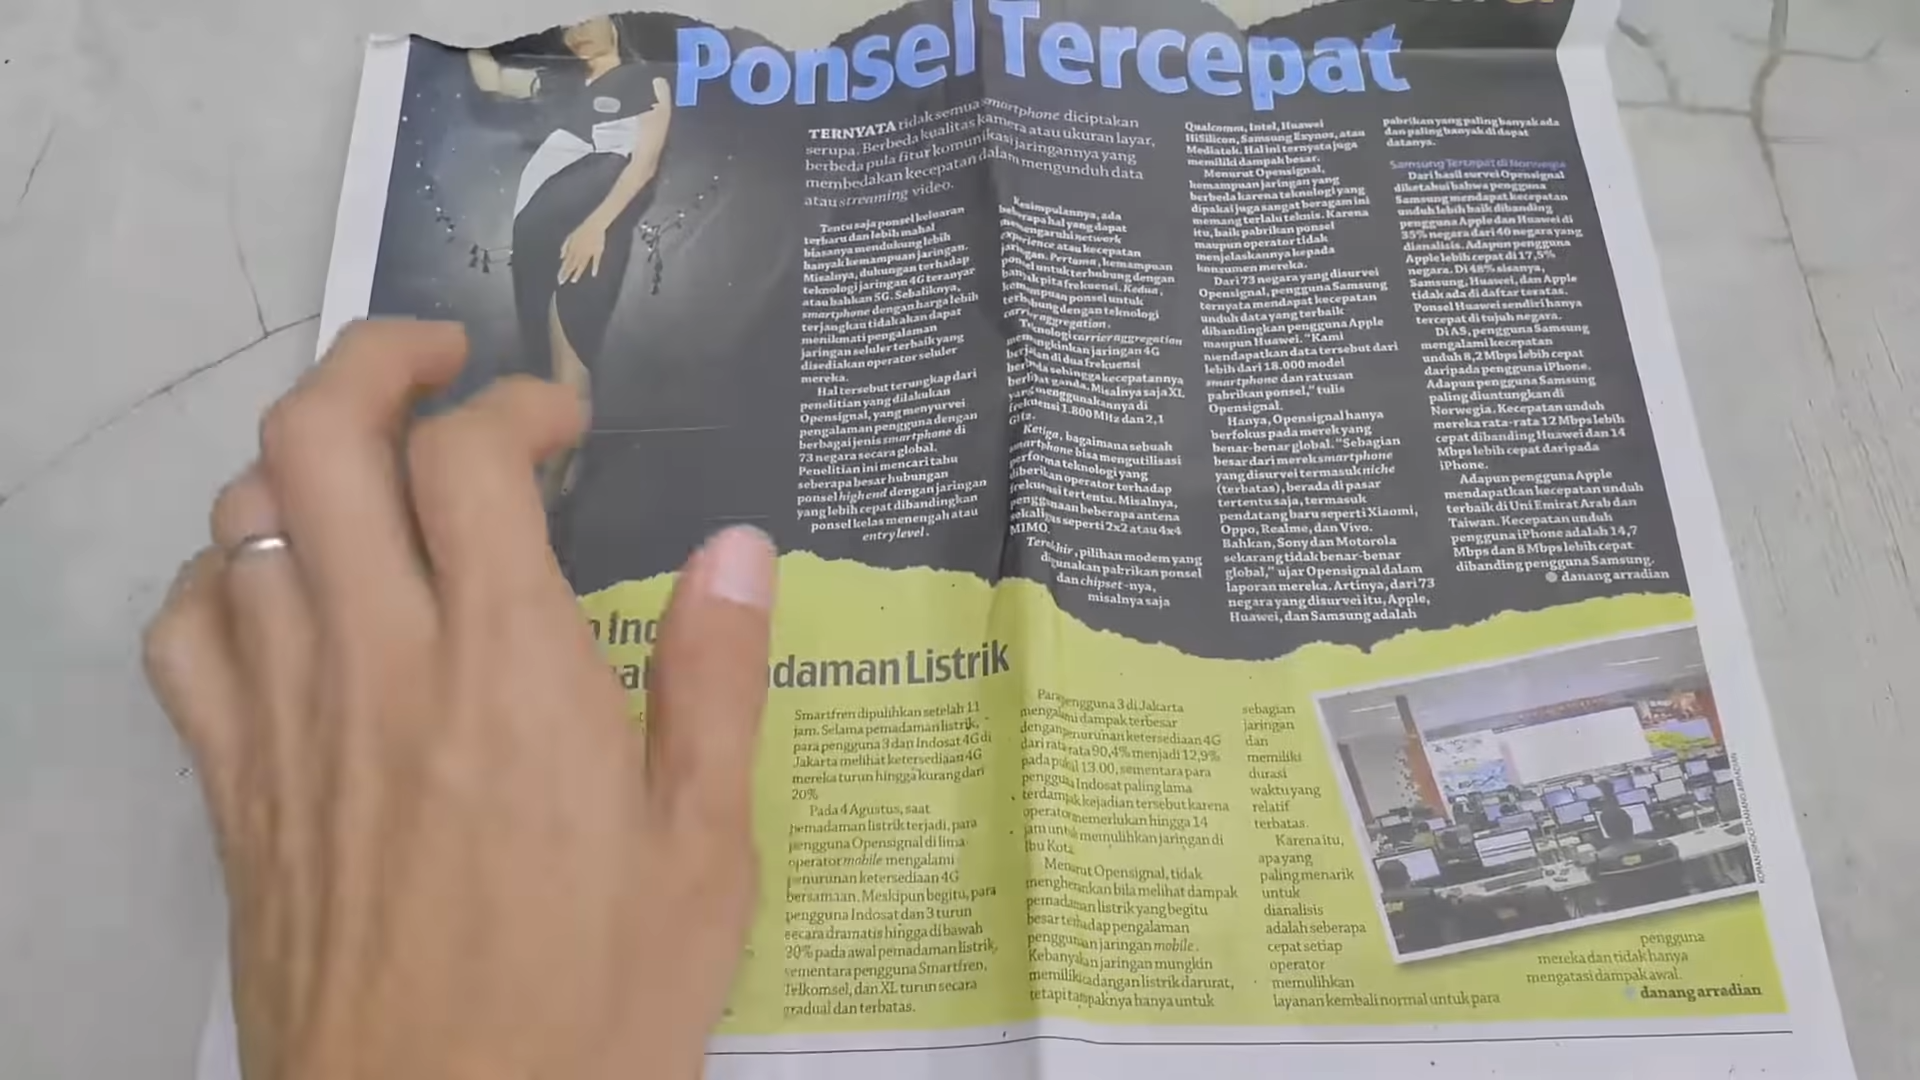 Ponsel Tercepat
TERNYATA tidak semua smartphone diciptakan
serupa. Berbeda kualitas kamera atau ukuran layar,
berbeda pula fitur komunikasi jaringannya yang
membedakan kecepatan dalam mengunduh data
atau streaming video.
Tentu saja ponsel keluaran
terbaru dan lebih mahal
biasanya mendukung lebih
banyak kemampuan jaringan.
Misalnya, dukungan terhadap
teknologi jaringan 4G teranyar
atau bahkan 5G. Sebaliknya,
smartphone dengan harga lebih
terjangkau tidak akan dapat
menikmati pengalaman
jaringan seluler terbaik yang
disediakan operator seluler
mereka.
Hal tersebut terungkap dari
penelitian yang dilakukan
Opensignal, yang menyurvei
pengalaman pengguna dengan
berbagai jenis smartphone di
73 negara secara global.
Penelitian ini mencari tahu
seberapa besar hubungan
ponsel high end dengan jaringan
yang lebih cepat dibandingkan
ponsel kelas menengah atau
entry level.
Kesimpulannya, ada
beberapa hal yang dapat
memengaruhi network
experience atau kecepatan
jaringan. Pertama, kemampuan
ponsel untuk terhubung dengan
banyak pita frekuensi. Kedua,
kemampuan ponsel untuk
terhubung dengan teknologi
carrier aggregation.
Teknologi carrier aggregation
memungkinkan jaringan 4G
berjalan di dua frekuensi
berbeda sehingga kecepatannya
berlipat ganda. Misalnya saja XL
yang menggunakannya di
frekuensi 1.800 MHz dan 2,1
GHz.
Ketiga, bagaimana sebuah
smartphone bisa mengutilisasi
performa teknologi yang
diberikan operator terhadap
frekuensi tertentu. Misalnya,
penggunaan beberapa antena
sekaligus seperti 2x2 atau 4x4
MIMO.
Terakhir, pilihan modem yang
digunakan pabrikan ponsel
dan chipset-nya,
misalnya saja
Qualcomm, Intel, Huawei
HiSilicon, Samsung Exynos, atau
Mediatek. Hal ini ternyata juga
memiliki dampak besar.
Menurut Opensignal,
kemampuan jaringan yang
berbeda karena teknologi yang
dipakai juga sangat beragam ini
memang terlalu teknis. Karena
itu, baik pabrikan ponsel
maupun operator tidak
menjelaskannya kepada
konsumen mereka.
Dari 73 negara yang disurvei
Opensignal, pengguna Samsung
ternyata mendapat kecepatan
unduh data yang terbaik
dibandingkan pengguna Apple
maupun Huawei. "Kami
mendapatkan data tersebut dari
lebih dari 18.000 model
smartphone dan ratusan
pabrikan ponsel," tulis
Opensignal.
Hanya, Opensignal hanya
berfokus pada merek yang
benar-benar global. "Sebagian
besar dari merek smartphone
yang disurvei termasuk niche
(terbatas), berada di pasar
tertentu saja, termasuk
pendatang baru seperti Xiaomi,
Oppo, Realme, dan Vivo.
Bahkan, Sony dan Motorola
sekarang tidak benar-benar
global," ujar Opensignal dalam
laporan mereka. Artinya, dari 73
negara yang disurvei itu, Apple,
Huawei, dan Samsung adalah
pabrikan yang paling banyak ada
dan paling banyak didapat
datanya.
Samsung Tercepat di Norwegia
Dari hasil survei Opensignal
diketahui bahwa pengguna
Samsung mendapat kecepatan
unduh lebih baik dibanding
pengguna Apple dan Huawei di
35% negara dari 40 negara yang
dianalisis. Adapun pengguna
Apple lebih cepat di 17,5%
negara. Di 48% sisanya,
Samsung, Huawei, dan Apple
tidak ada di daftar teratas.
Ponsel Huawei sendiri hanya
tercepat di tujuh negara.
Di AS, pengguna Samsung
mengalami kecepatan
unduh 8,2 Mbps lebih cepat
daripada pengguna iPhone.
Adapun pengguna Samsung
paling diuntungkan di
Norwegia. Kecepatan unduh
mereka rata-rata 12 Mbps lebih
cepat dibanding Huawei dan 14
Mbps lebih cepat daripada
iPhone.
Adapun pengguna Apple
mendapatkan kecepatan unduh
terbaik di Uni Emirat Arab dan
Taiwan. Kecepatan unduh
pengguna iPhone adalah 14,7
Mbps dan 8 Mbps lebih cepat
dibanding pengguna Samsung.
danang arradian
Listrik
Smartfren dipulihkan setelah 11
jam. Selama pemadaman listrik,
para pengguna 3 dan Indosat 4G di
Jakarta melihat ketersediaan 4G
mereka turun hingga kurang dari
20%
Pada 4 Agustus, saat
pemadaman listrik terjadi, para
pengguna Opensignal di lima
operator mobile mengalami
penurunan ketersediaan 4G
bersamaan. Meskipun begitu, para
pengguna Indosat dan 3 turun
secara dramatis hingga di bawah
30% pada awal pemadaman listrik,
sementara pengguna Smartfren,
Telkomsel, dan XL turun secara
gradual dan terbatas.
Para pengguna 3 di Jakarta
mengalami dampak terbesar
dengan penurunan ketersediaan 4G
dari rata-rata 90,4% menjadi 12,9%
pada pukul 13.00, sementara para
pengguna Indosat paling lama
terdampak kejadian tersebut karena
operator memerlukan hingga 14
jam untuk memulihkan jaringan di
Ibu Kota.
Menurut Opensignal, tidak
mengherankan bila melihat dampak
pemadaman listrik yang begitu
besar terhadap pengalaman
penggunaan jaringan mobile.
Kebanyakan jaringan mungkin
memiliki cadangan listrik darurat,
tetapi tampaknya hanya untuk
sebagian
jaringan
dan
memiliki
durasi
waktu yang
relatif
terbatas.
Karena itu,
apa yang
paling menarik
untuk
dianalisis
adalah seberapa
cepat setiap
operator
memulihkan
layanan kembali normal untuk para
pengguna
mereka dan tidak hanya
mengatasi dampak awal.
danang arradian
KORAN SINDO/DANANG ARRADIAN